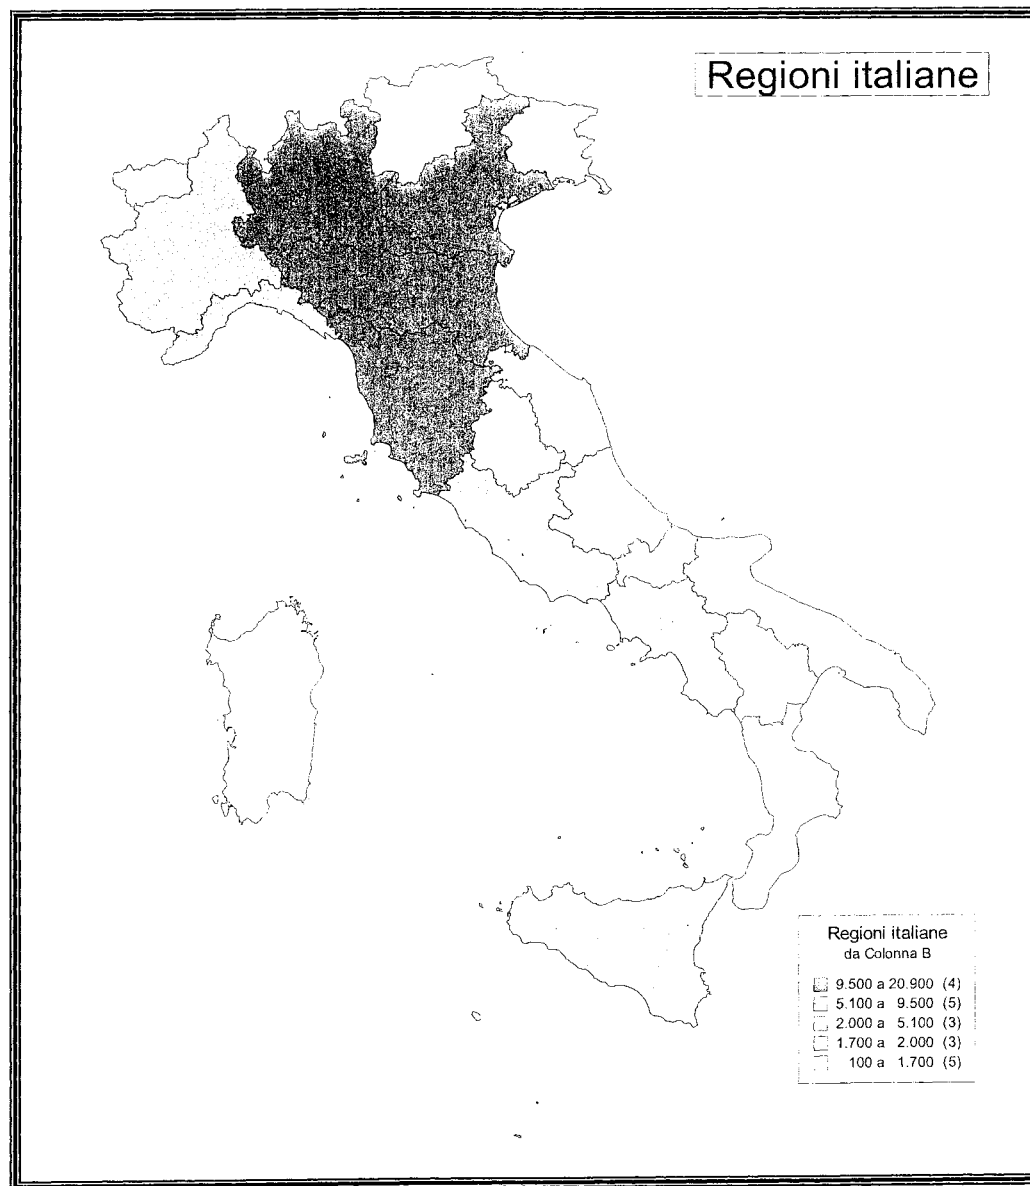 Regioni italiane
Regioni italiane
da Colonna B
9.500 a 20.900 (4)
5.100 a 9.500 (5)
2.000 a 5.100 (3)
1.700 a 2.000 (3)
100 a 1.700 (5)